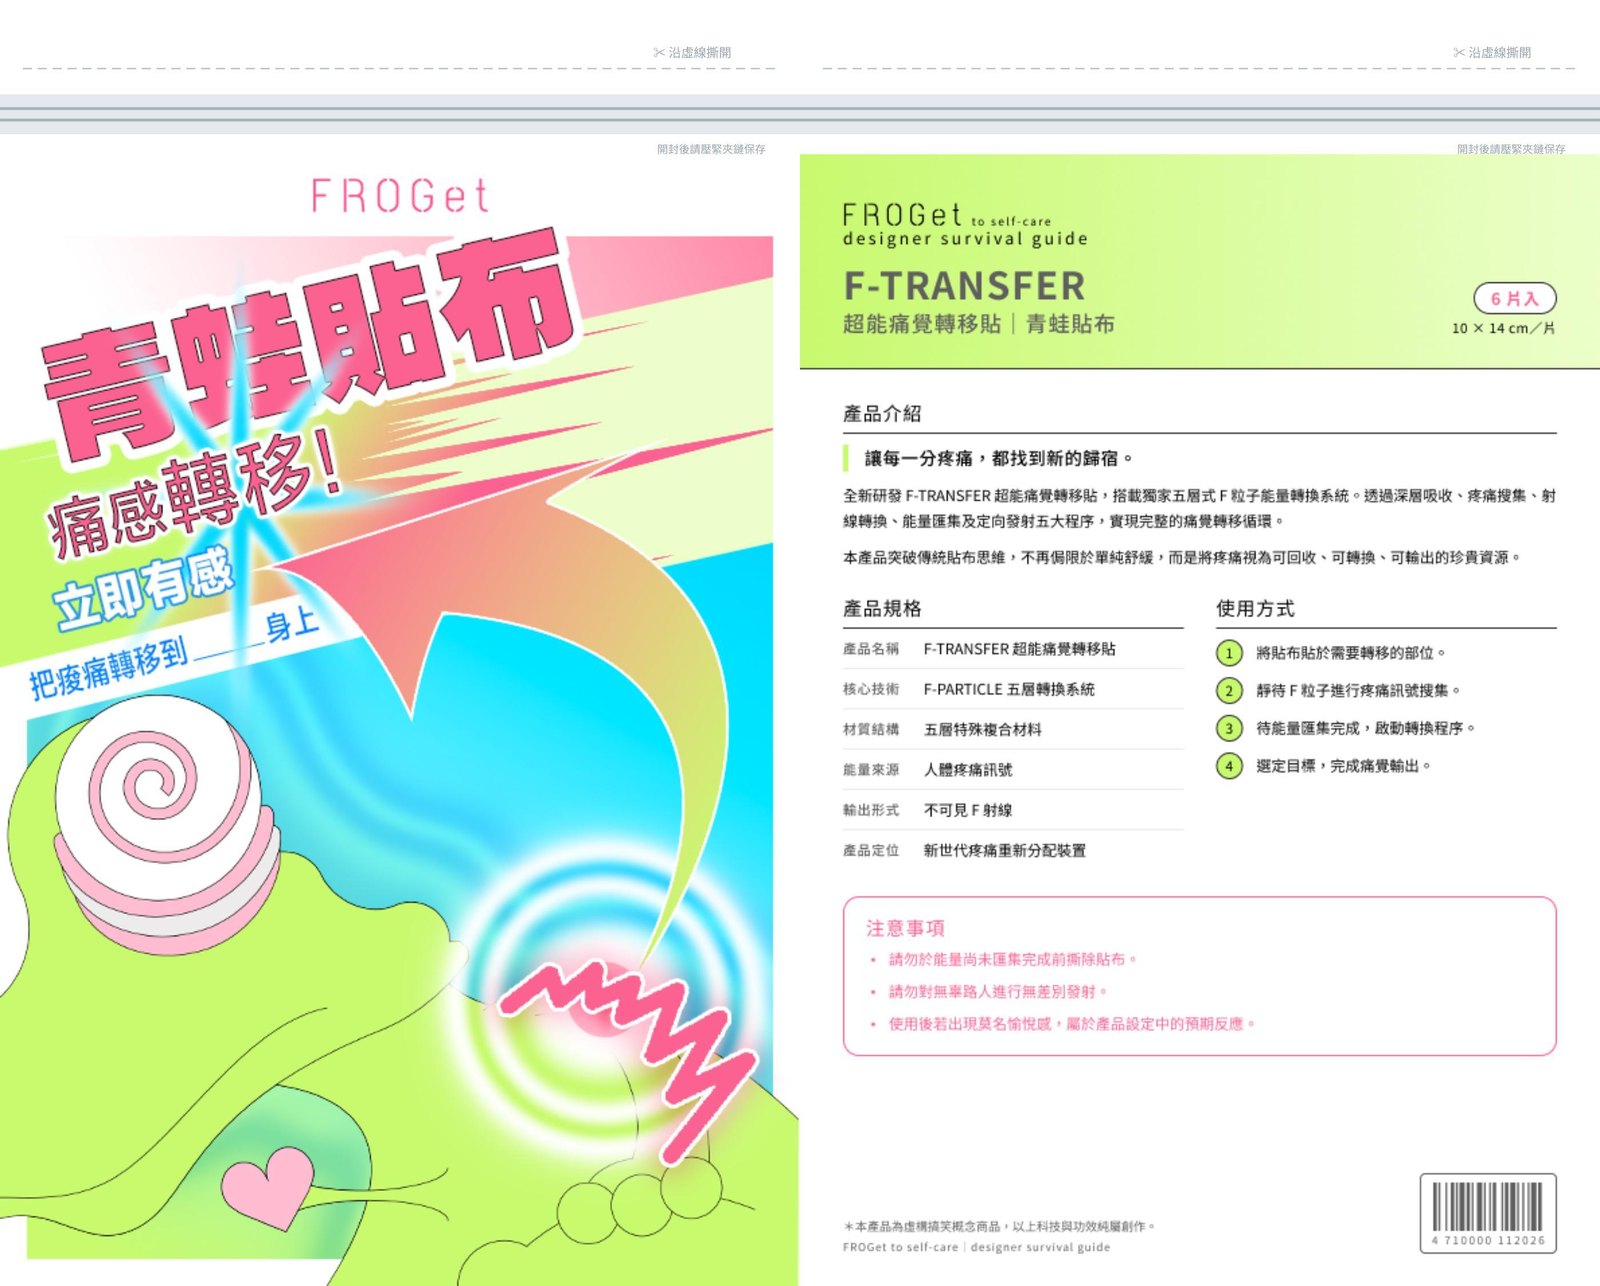 沿虛線撕開
開封後請壓緊夾鏈保存
FROGet
青蛙貼布
痛感轉移！
立即有感
把痠痛轉移到_____身上
沿虛線撕開
開封後請壓緊夾鏈保存
FROGet to self-care
designer survival guide
F-TRANSFER
超能痛覺轉移貼｜青蛙貼布
6 片入
10 × 14 cm／片
產品介紹
讓每一分疼痛，都找到新的歸宿。
全新研發 F-TRANSFER 超能痛覺轉移貼，搭載獨家五層式 F 粒子能量轉換系統。透過深層吸收、疼痛搜集、射
線轉換、能量匯集及定向發射五大程序，實現完整的痛覺轉移循環。
本產品突破傳統貼布思維，不再侷限於單純舒緩，而是將疼痛視為可回收、可轉換、可輸出的珍貴資源。
產品規格
產品名稱 F-TRANSFER 超能痛覺轉移貼
核心技術 F-PARTICLE 五層轉換系統
材質結構 五層特殊複合材料
能量來源 人體疼痛訊號
輸出形式 不可見 F 射線
產品定位 新世代疼痛重新分配裝置
使用方式
1 將貼布貼於需要轉移的部位。
2 靜待 F 粒子進行疼痛訊號搜集。
3 待能量匯集完成，啟動轉換程序。
4 選定目標，完成痛覺輸出。
注意事項
• 請勿於能量尚未匯集完成前撕除貼布。
• 請勿對無辜路人進行無差別發射。
• 使用後若出現莫名愉悅感，屬於產品設定中的預期反應。
＊本產品為虛構搞笑概念商品，以上科技與功效純屬創作。
FROGet to self-care｜designer survival guide
4 710000 112026